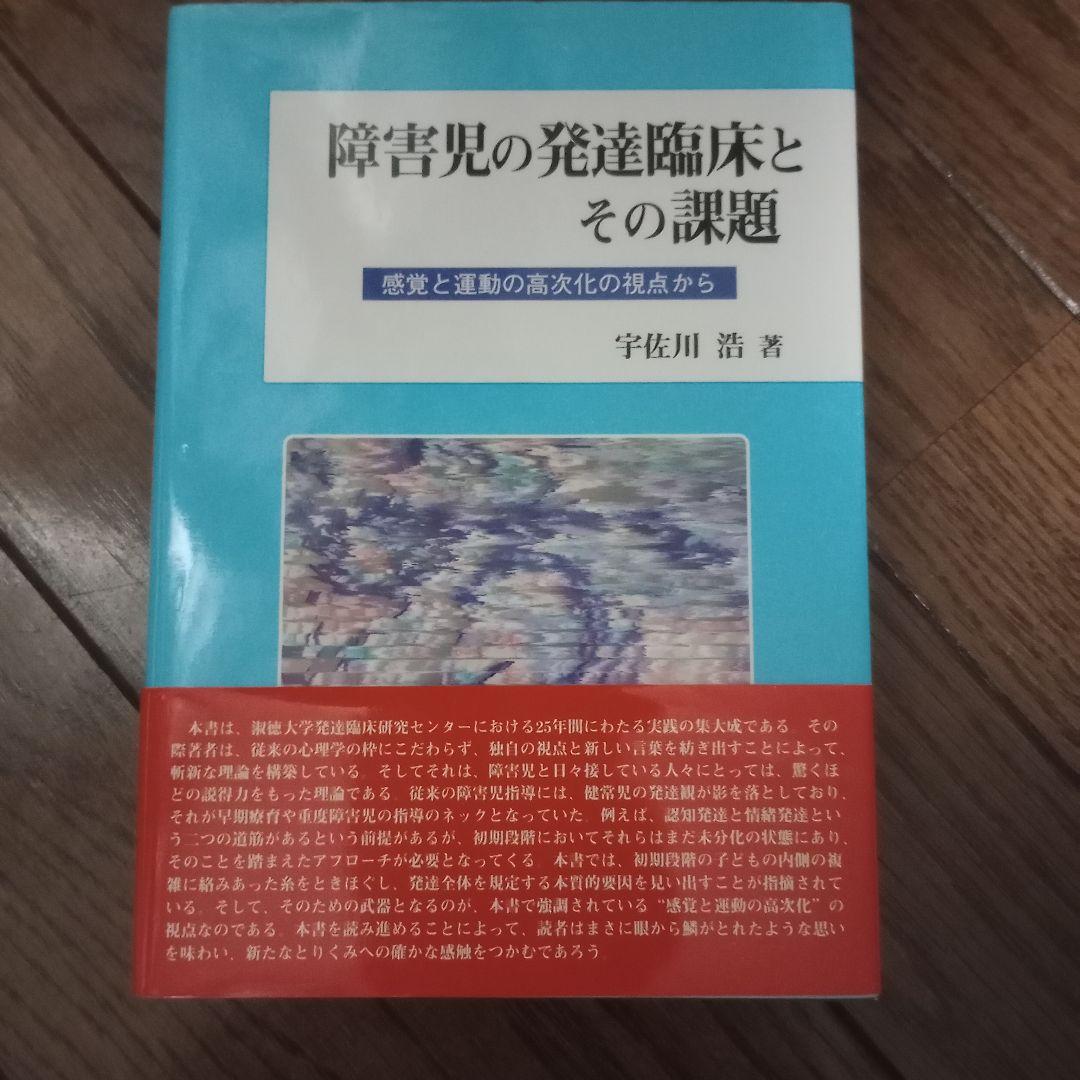 障害児の発達臨床と
その課題
感覚と運動の高次化の視点から
宇佐川 浩 著
本書は、淑徳大学発達臨床研究センターにおける25年間にわたる実践の集大成である。その
際著者は、従来の心理学の枠にこだわらず、独自の視点と新しい言葉を紡ぎ出すことによって、
斬新な理論を構築している。そしてそれは、障害児と日々接している人々にとっては、驚くほ
どの説得力をもった理論である。従来の障害児指導には、健常児の発達観が影を落としており、
それが早期療育や重度障害児の指導のネックとなっていた。例えば、認知発達と情緒発達とい
う二つの道筋があるという前提があるが、初期段階においてそれらはまだ未分化の状態にあり、
そのことを踏まえたアプローチが必要となってくる。本書では、初期段階の子どもの内側の複
雑に絡みあった糸をときほぐし、発達全体を規定する本質的要因を見い出すことが指摘されて
いる。そして、そのための武器となるのが、本書で強調されている“感覚と運動の高次化”の
視点なのである。本書を読み進めることによって、読者はまさに眼から鱗がとれたような思い
を味わい、新たなとりくみへの確かな感触をつかむであろう。